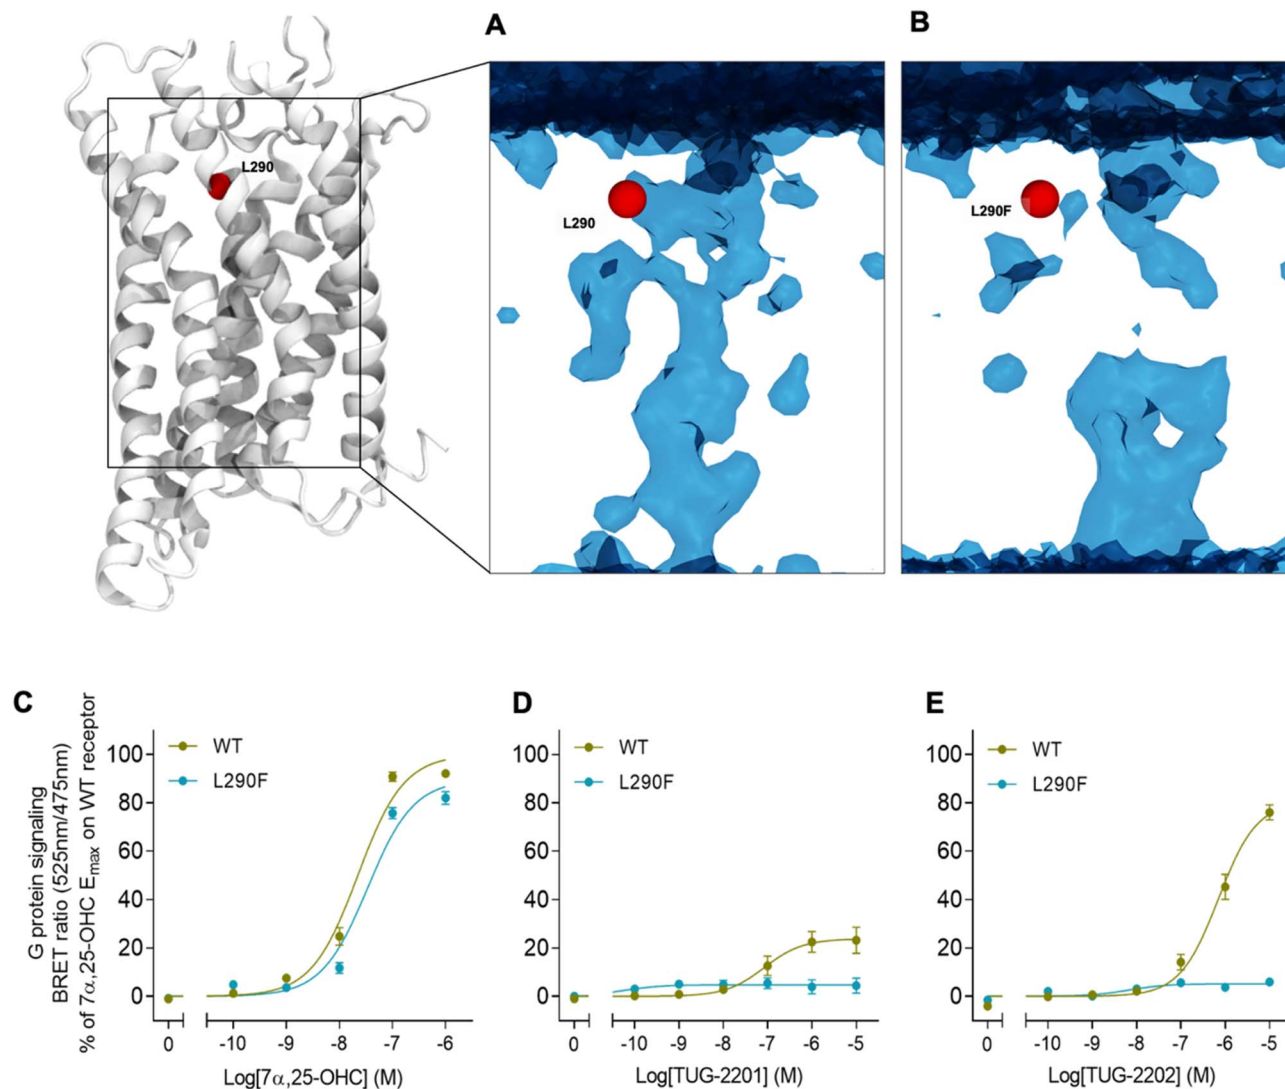 A
B
L290
L290
L290F
C
D
E
G protein signaling
BRET ratio (525nm/475nm)
% of 7α,25-OHC Emax on WT receptor
WT
L290F
100
80
60
40
20
0
0
-10
-9
-8
-7
-6
Log[7α,25-OHC] (M)
WT
L290F
100
80
60
40
20
0
0
-10
-9
-8
-7
-6
-5
Log[TUG-2201] (M)
WT
L290F
100
80
60
40
20
0
0
-10
-9
-8
-7
-6
-5
Log[TUG-2202] (M)